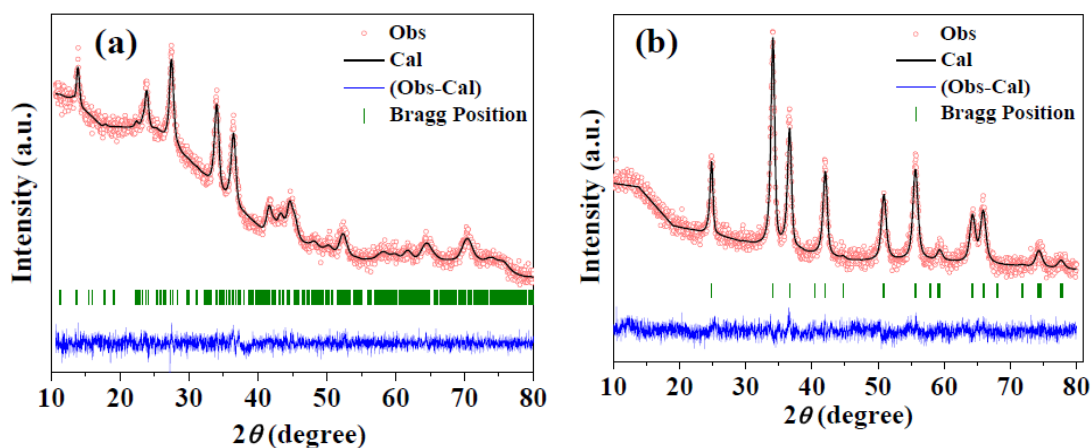 (a)
Obs
Cal
(Obs-Cal)
Bragg Position
Intensity (a.u.)
10 20 30 40 50 60 70 80
2θ (degree)
(b)
Obs
Cal
(Obs-Cal)
Bragg Position
Intensity (a.u.)
10 20 30 40 50 60 70 80
2θ (degree)